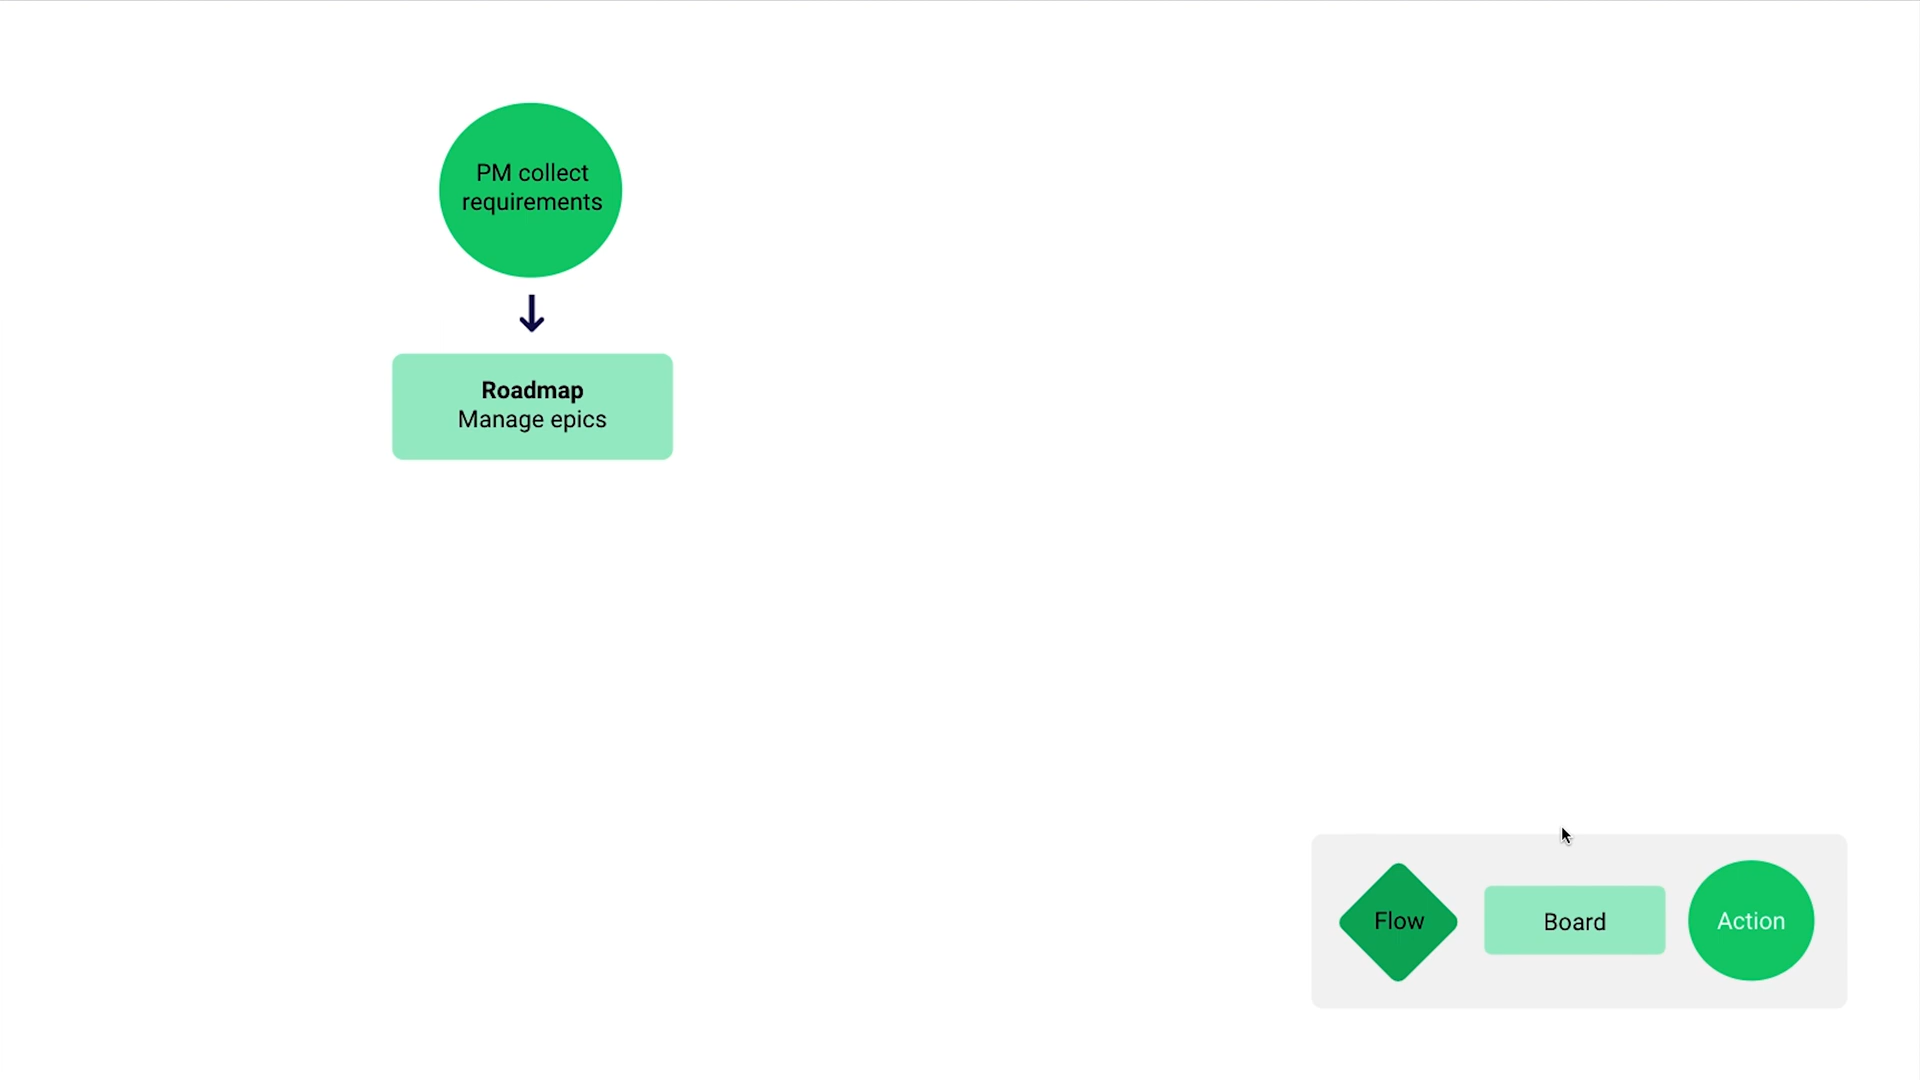 PM collect
requirements
Roadmap
Manage epics
Flow
Board
Action